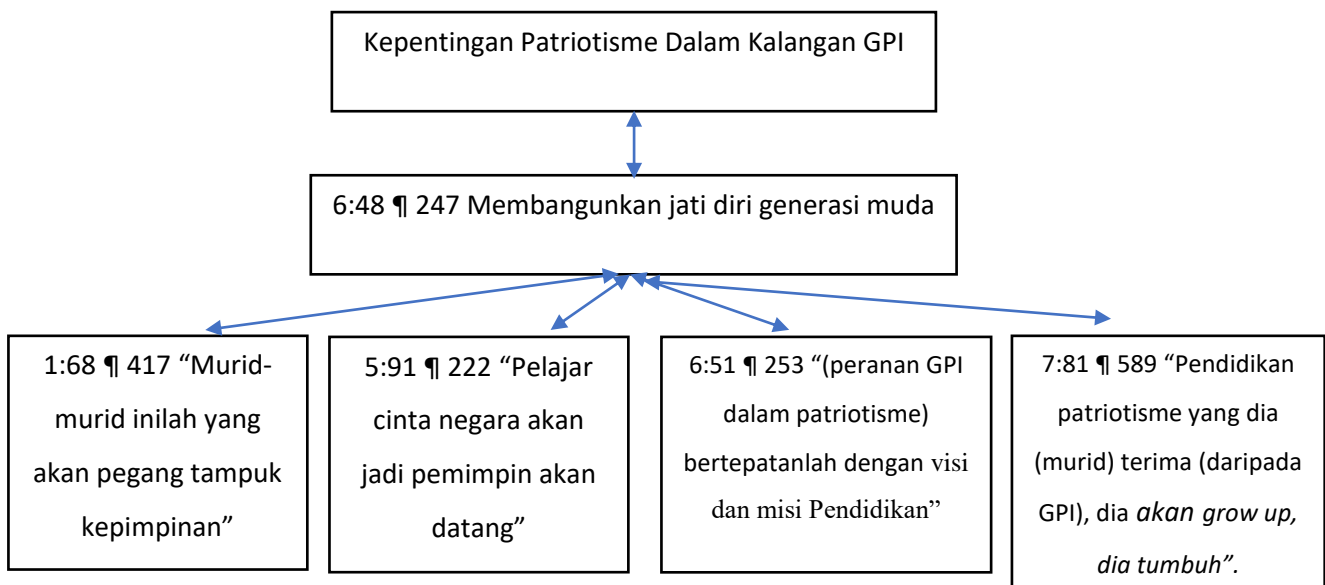 Kepentingan Patriotisme Dalam Kalangan GPI
6:48 ¶ 247 Membangunkan jati diri generasi muda
1:68 ¶ 417 “Murid-
murid inilah yang
akan pegang tampuk
kepimpinan”
5:91 ¶ 222 “Pelajar
cinta negara akan
jadi pemimpin akan
datang”
6:51 ¶ 253 “(peranan GPI
dalam patriotisme)
bertepatanlah dengan visi
dan misi Pendidikan”
7:81 ¶ 589 “Pendidikan
patriotisme yang dia
(murid) terima (daripada
GPI), dia akan grow up,
dia tumbuh”.